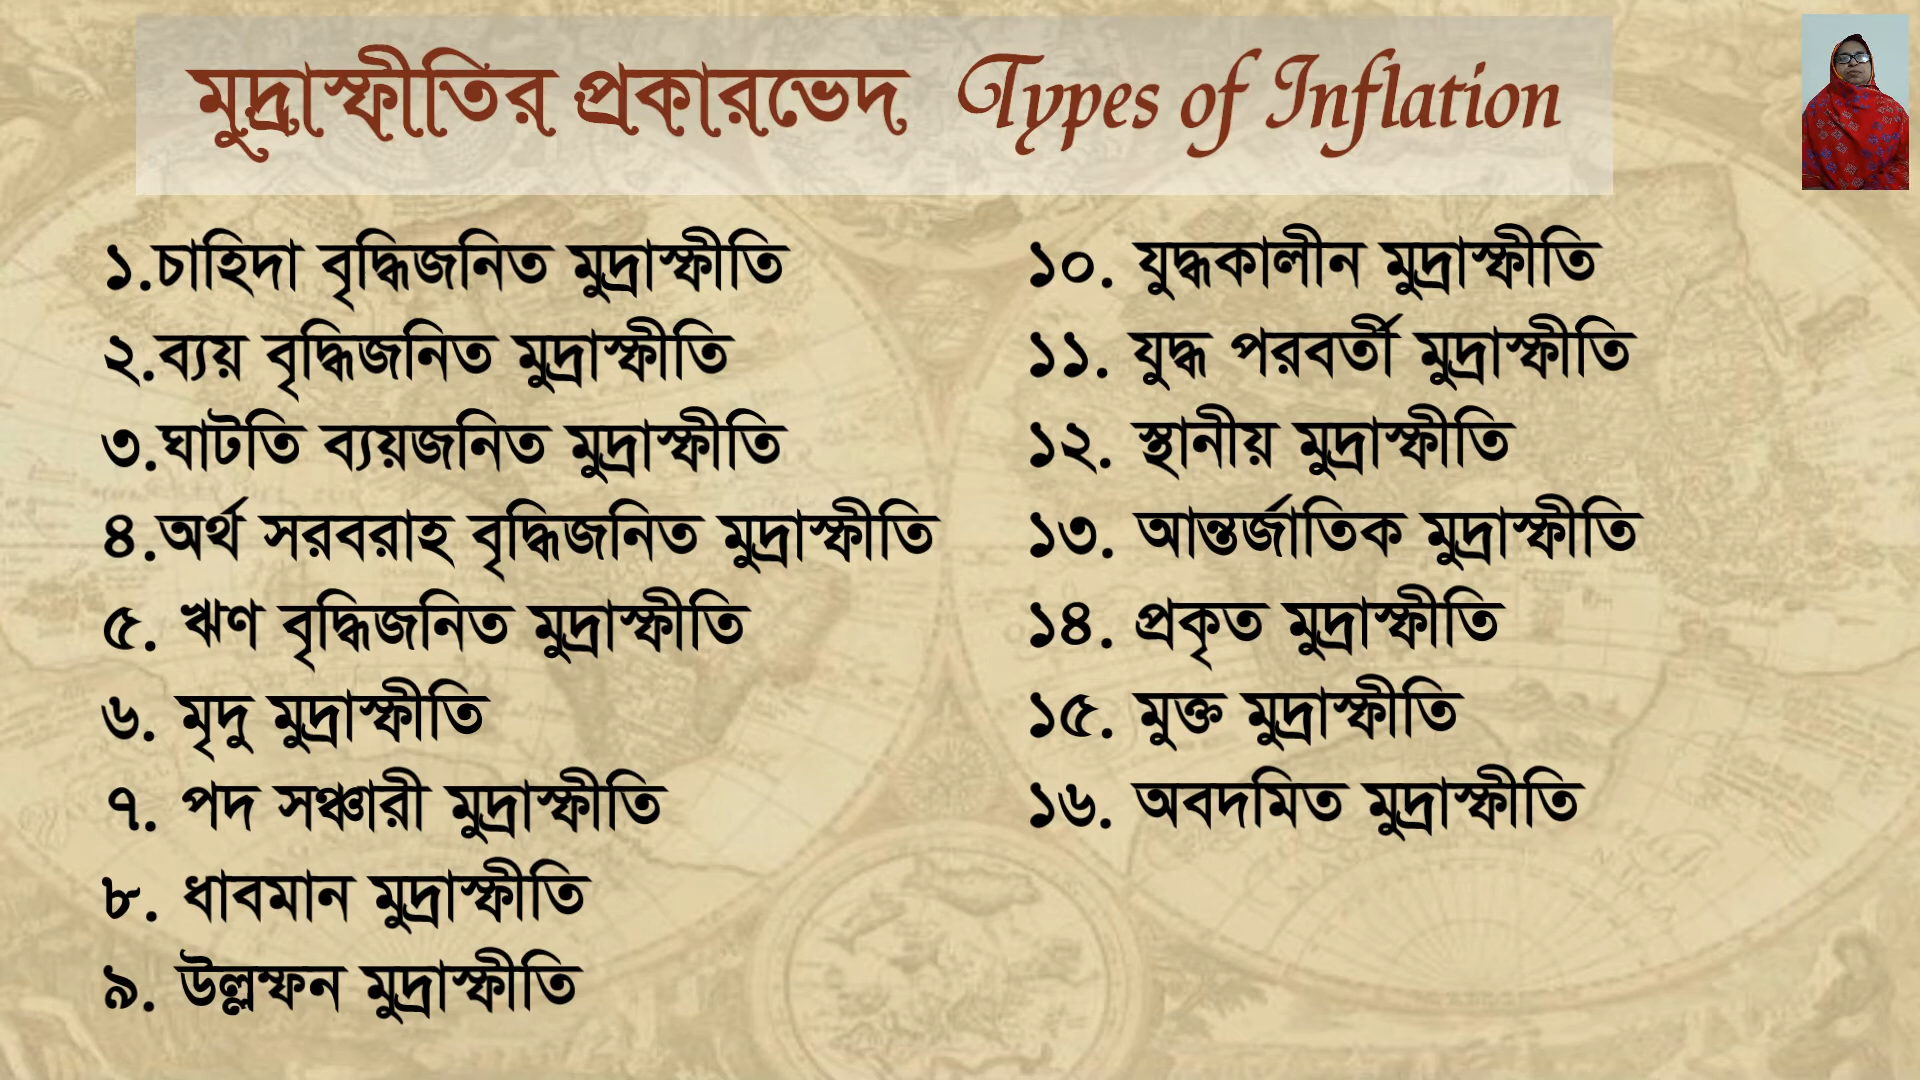 মুদ্রাস্ফীতির প্রকারভেদ Types of Inflation
১.চাহিদা বৃদ্ধিজনিত মুদ্রাস্ফীতি
২.ব্যয় বৃদ্ধিজনিত মুদ্রাস্ফীতি
৩.ঘাটতি ব্যয়জনিত মুদ্রাস্ফীতি
৪.অর্থ সরবরাহ বৃদ্ধিজনিত মুদ্রাস্ফীতি
৫. ঋণ বৃদ্ধিজনিত মুদ্রাস্ফীতি
৬. মৃদু মুদ্রাস্ফীতি
৭. পদ সঞ্চারী মুদ্রাস্ফীতি
৮. ধাবমান মুদ্রাস্ফীতি
৯. উল্লম্ফন মুদ্রাস্ফীতি
১০. যুদ্ধকালীন মুদ্রাস্ফীতি
১১. যুদ্ধ পরবর্তী মুদ্রাস্ফীতি
১২. স্থানীয় মুদ্রাস্ফীতি
১৩. আন্তর্জাতিক মুদ্রাস্ফীতি
১৪. প্রকৃত মুদ্রাস্ফীতি
১৫. মুক্ত মুদ্রাস্ফীতি
১৬. অবদমিত মুদ্রাস্ফীতি